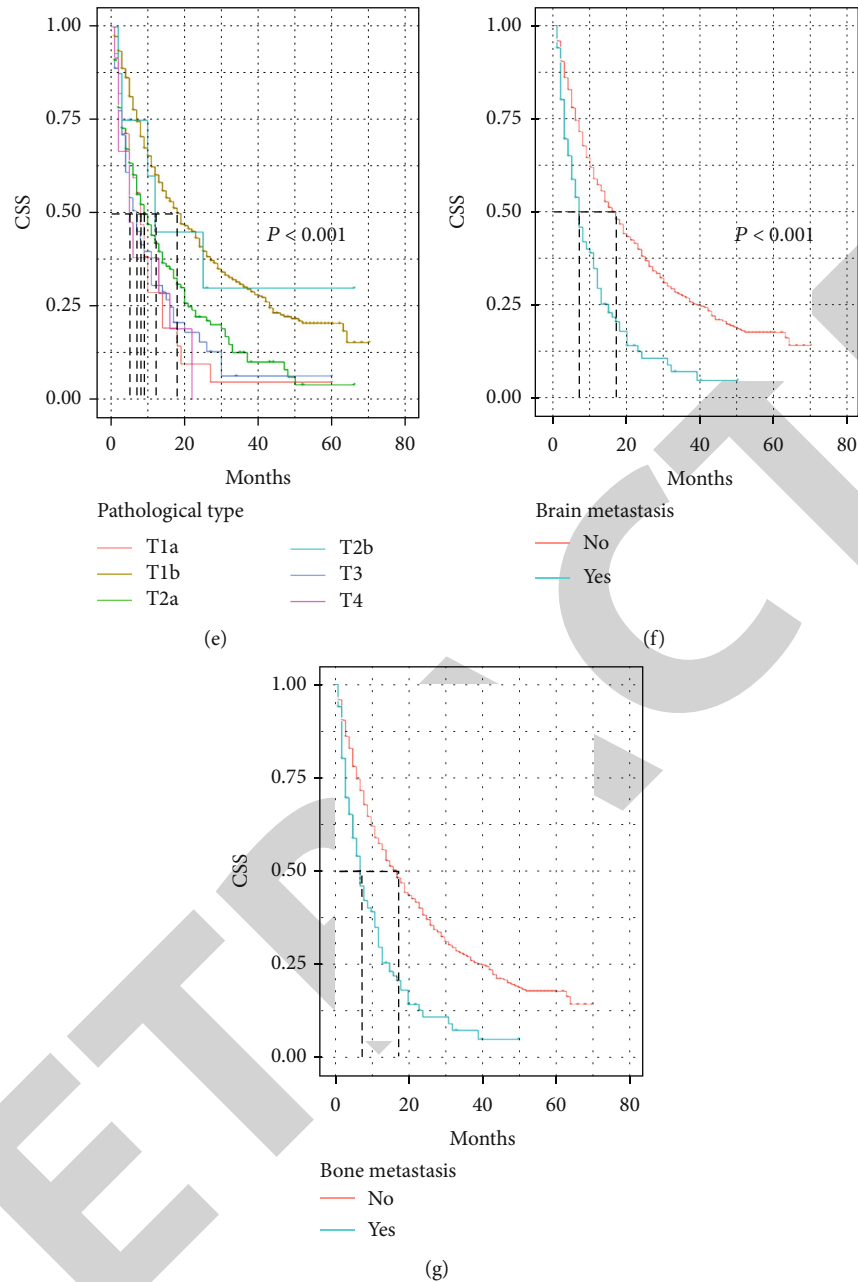 1.00
0.75
0.50
0.25
0.00
CSS
P < 0.001
0 20 40 60 80
Months
Pathological type
T1a
T1b
T2a
T2b
T3
T4
(e)
1.00
0.75
0.50
0.25
0.00
CSS
P < 0.001
0 20 40 60 80
Months
Brain metastasis
No
Yes
(f)
1.00
0.75
0.50
0.25
0.00
CSS
0 20 40 60 80
Months
Bone metastasis
No
Yes
(g)